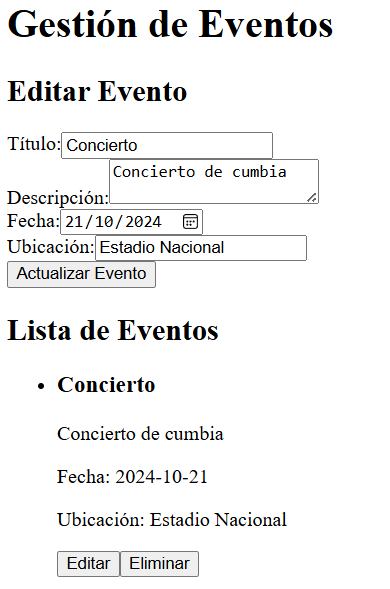 Gestión de Eventos
Editar Evento
Título: Concierto
Descripción: Concierto de cumbia
Fecha: 21/10/2024
Ubicación: Estadio Nacional
Actualizar Evento
Lista de Eventos
Concierto
Concierto de cumbia
Fecha: 2024-10-21
Ubicación: Estadio Nacional
Editar Eliminar